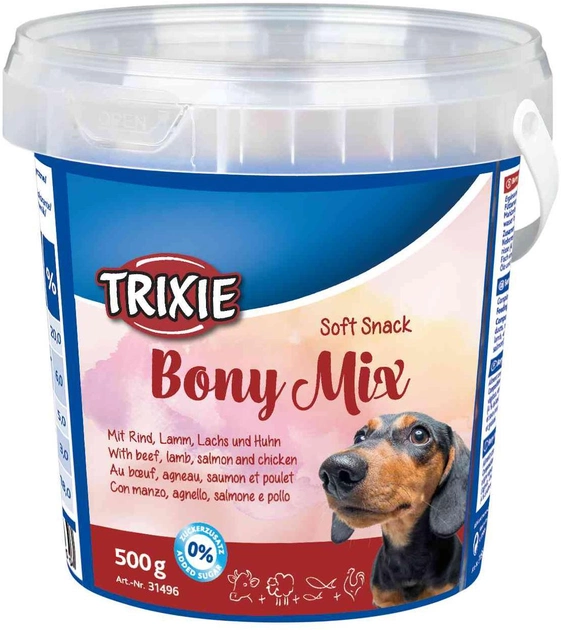 OPEN
TRIXIE
Soft Snack
Bony Mix
Mit Rind, Lamm, Lachs und Huhn
With beef, lamb, salmon and chicken
Au bœuf, agneau, saumon et poulet
Con manzo, agnello, salmone e pollo
500 g
Art.-Nr. 31496
ZUCKERZUSATZ
0%
ADDED SUGAR
+ + +
%